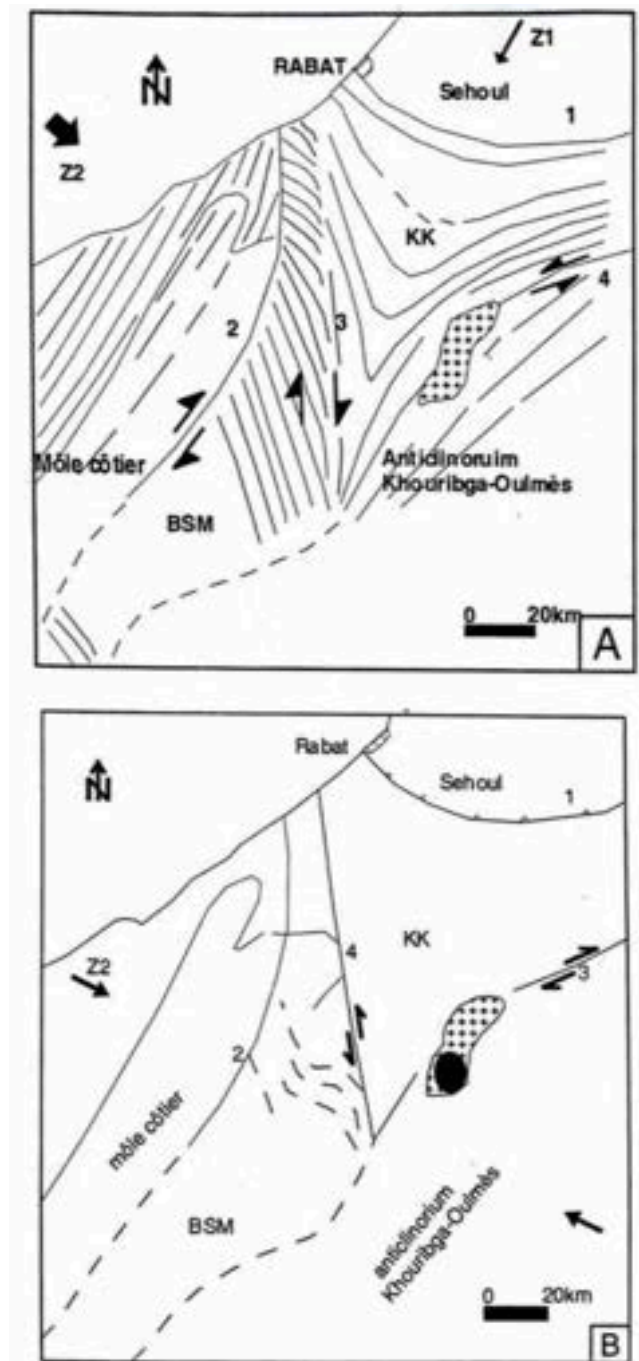 Z1
RABAT
Sehoul
N
1
Z2
KK
4
2
3
Môle côtier
Anticlinoruim
Khouribga-Oulmès
BSM
0 20km
A
Rabat
N
Sehoul
1
KK
4
Z2
3
2
môle côtier
BSM
anticlinorium
Khouribga-Oulmès
0 20km
B